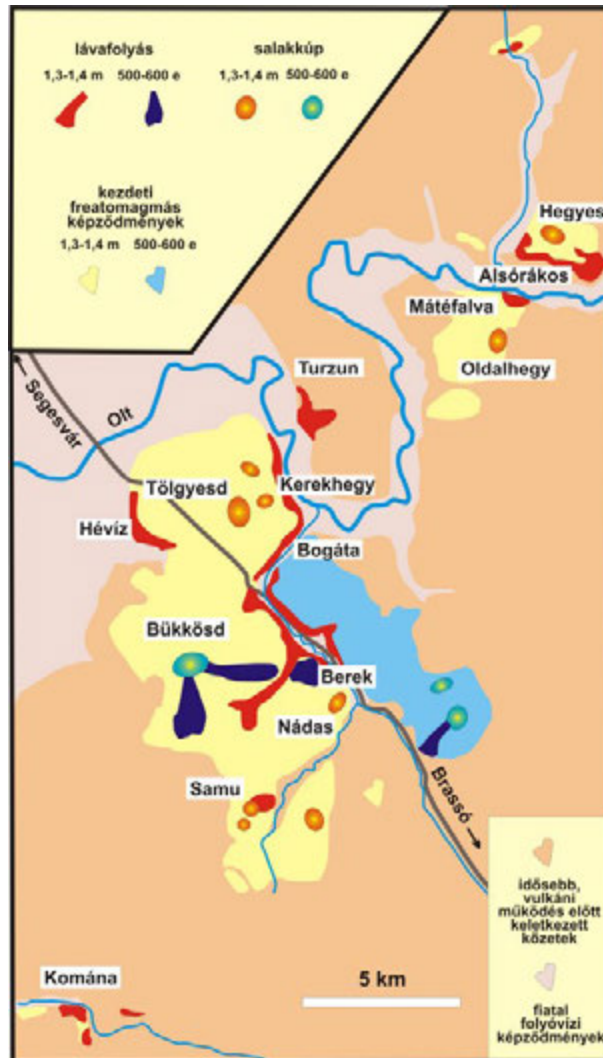 lávafolyás
1,3-1,4 m 500-600 e
salakkúp
1,3-1,4 m 500-600 e
kezdeti
freatomagmás
képződmények
1,3-1,4 m 500-600 e
Hegyes
Alsórákos
Mátéfalva
Oldalhegy
Turzun
Segesvár
Olt
Tölgyesd
Kerekhegy
Hévíz
Bogáta
Bükkösd
Berek
Nádas
Samu
Brassó
Komána
5 km
idősebb,
vulkáni
működés előtt
keletkezett
kőzetek
fiatal
folyóvízi
képződmények